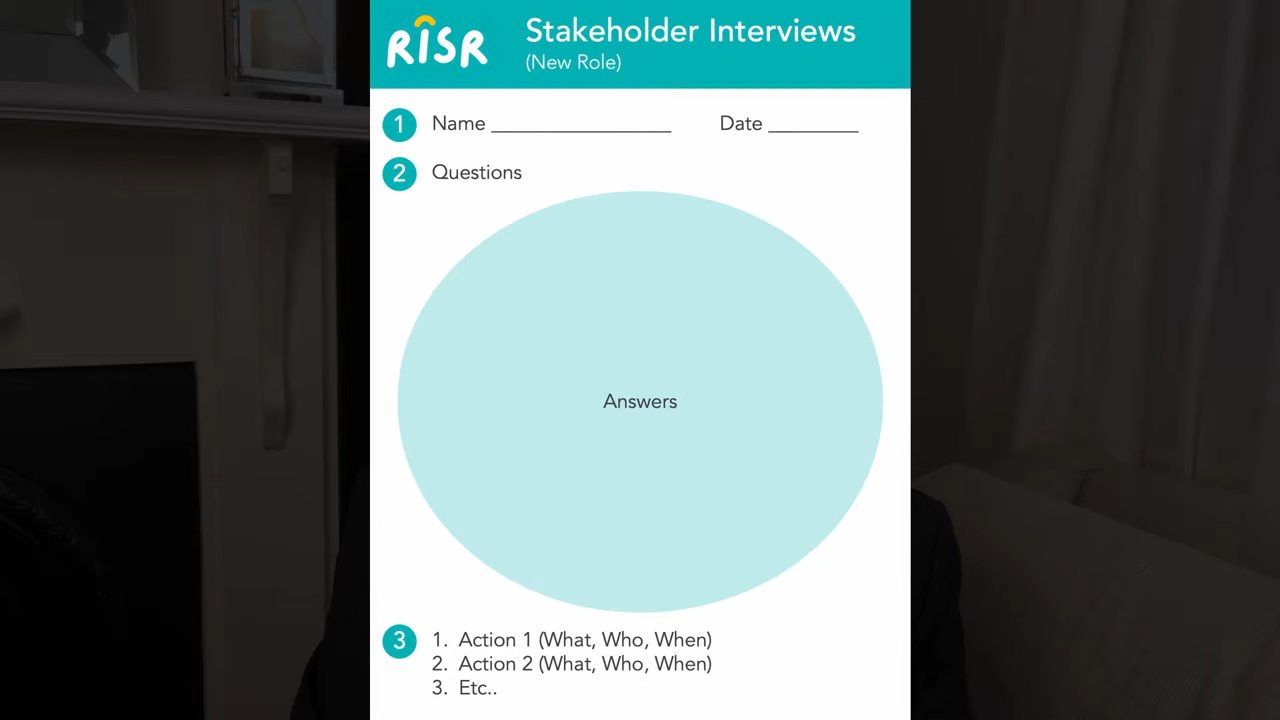 RISR
Stakeholder Interviews
(New Role)
1 Name ________________ Date ________
2 Questions
Answers
3 1. Action 1 (What, Who, When)
2. Action 2 (What, Who, When)
3. Etc..